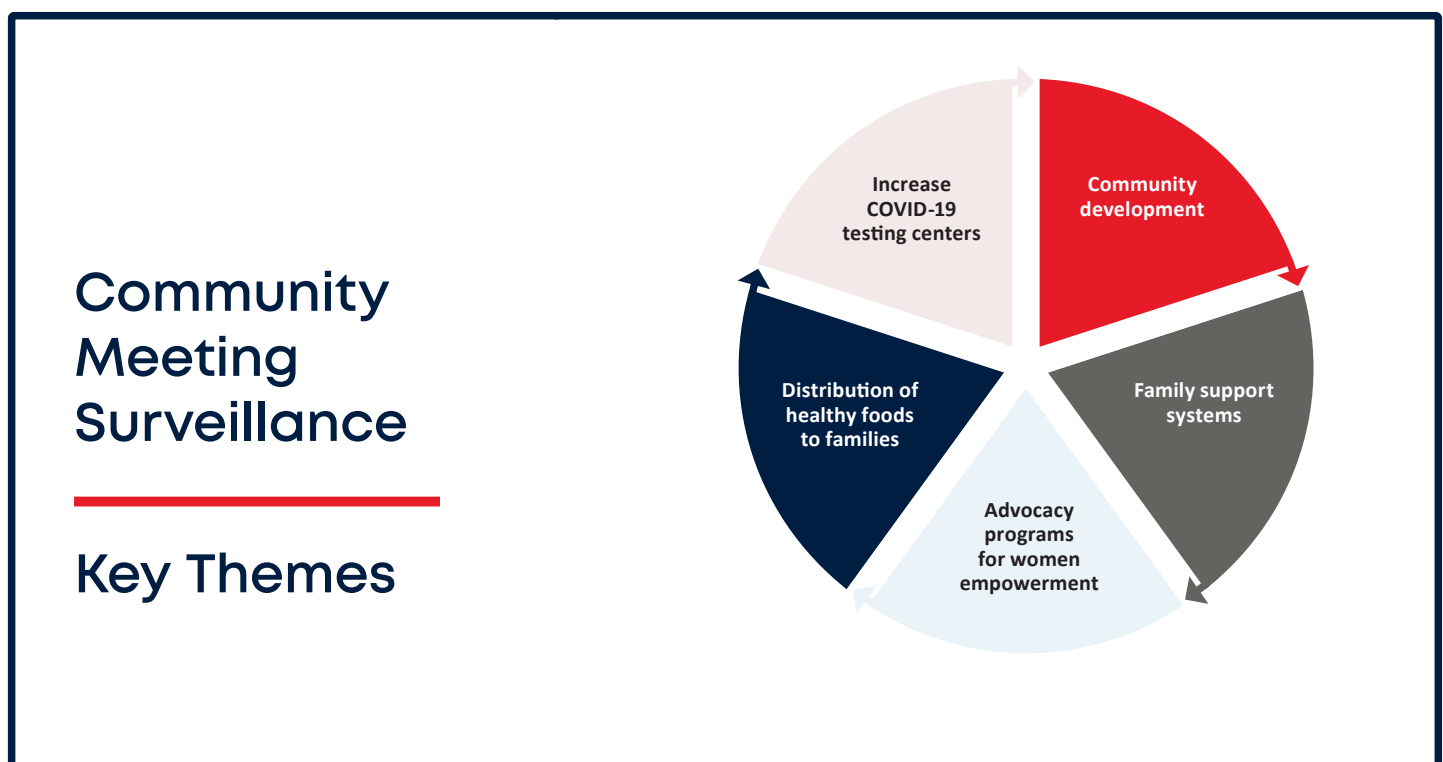 Community
Meeting
Surveillance
Key Themes
Increase
COVID-19
testing centers
Community
development
Distribution of
healthy foods
to families
Family support
systems
Advocacy
programs
for women
empowerment